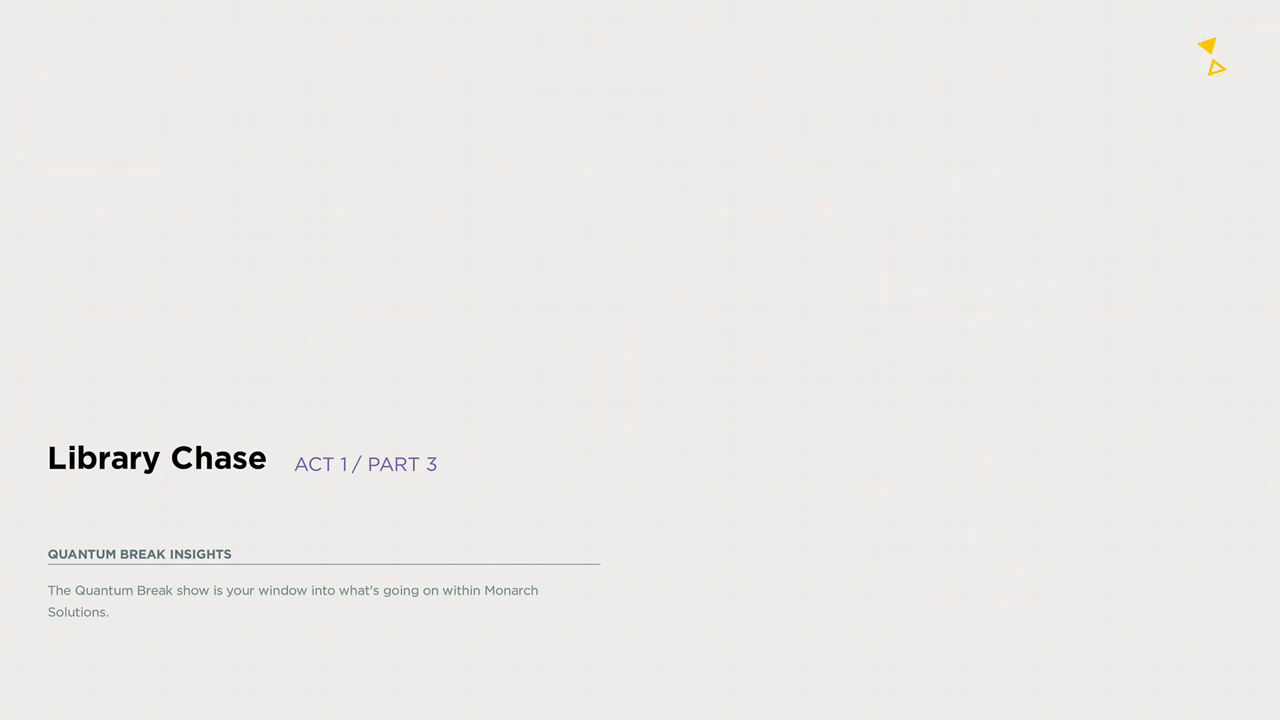 Library Chase ACT 1 / PART 3
QUANTUM BREAK INSIGHTS
The Quantum Break show is your window into what's going on within Monarch
Solutions.